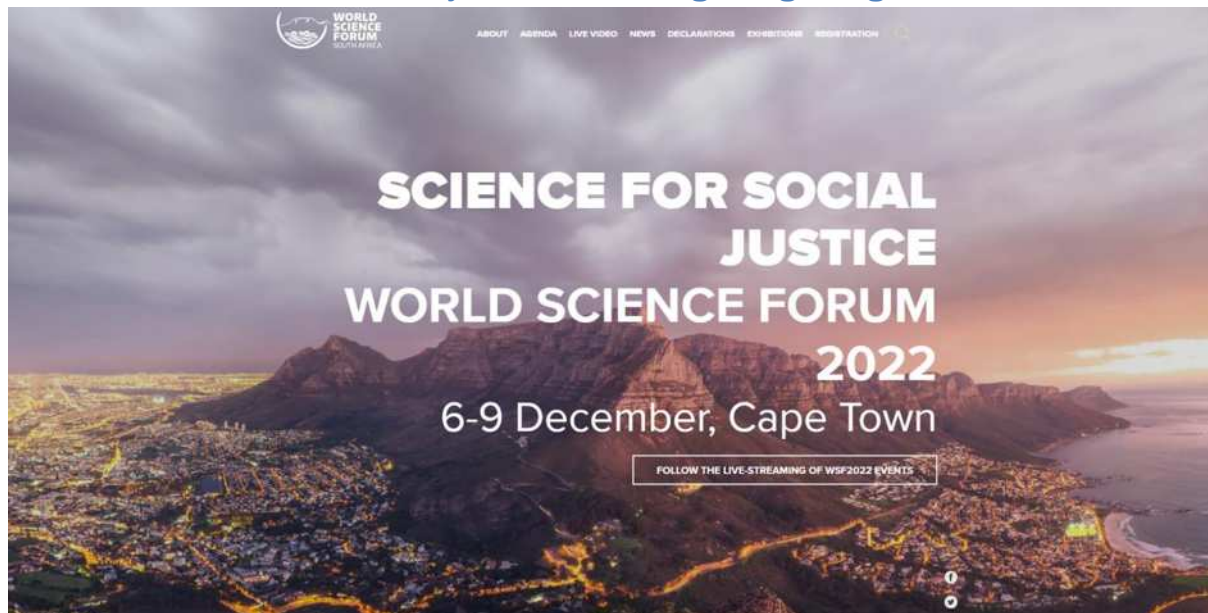 WORLD
SCIENCE
FORUM
SOUTH AFRICA
ABOUT AGENDA LIVE VIDEO NEWS DECLARATIONS EXHIBITIONS REGISTRATION
SCIENCE FOR SOCIAL
JUSTICE
WORLD SCIENCE FORUM
2022
6-9 December, Cape Town
FOLLOW THE LIVE-STREAMING OF WSF2022 EVENTS